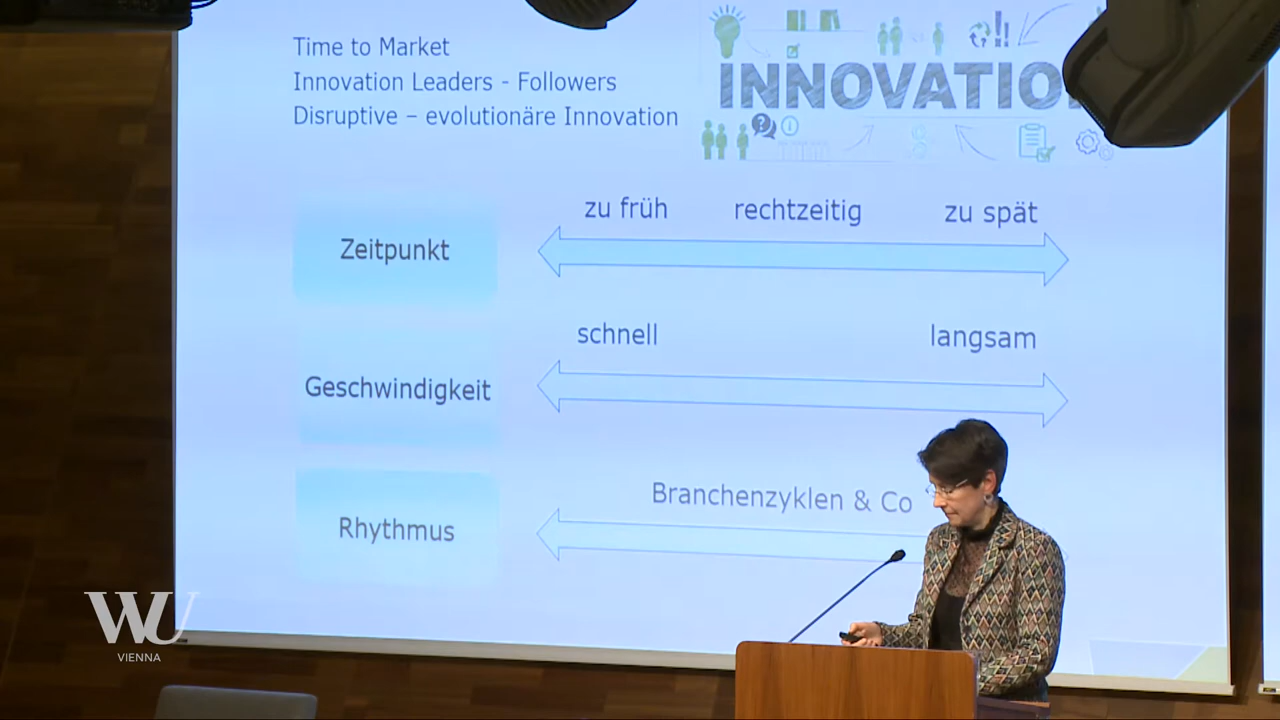 Time to Market
Innovation Leaders - Followers
Disruptive – evolutionäre Innovation
INNOVATIO
zu früh rechtzeitig zu spät
Zeitpunkt
schnell langsam
Geschwindigkeit
Branchenzyklen & Co
Rhythmus
WU
VIENNA